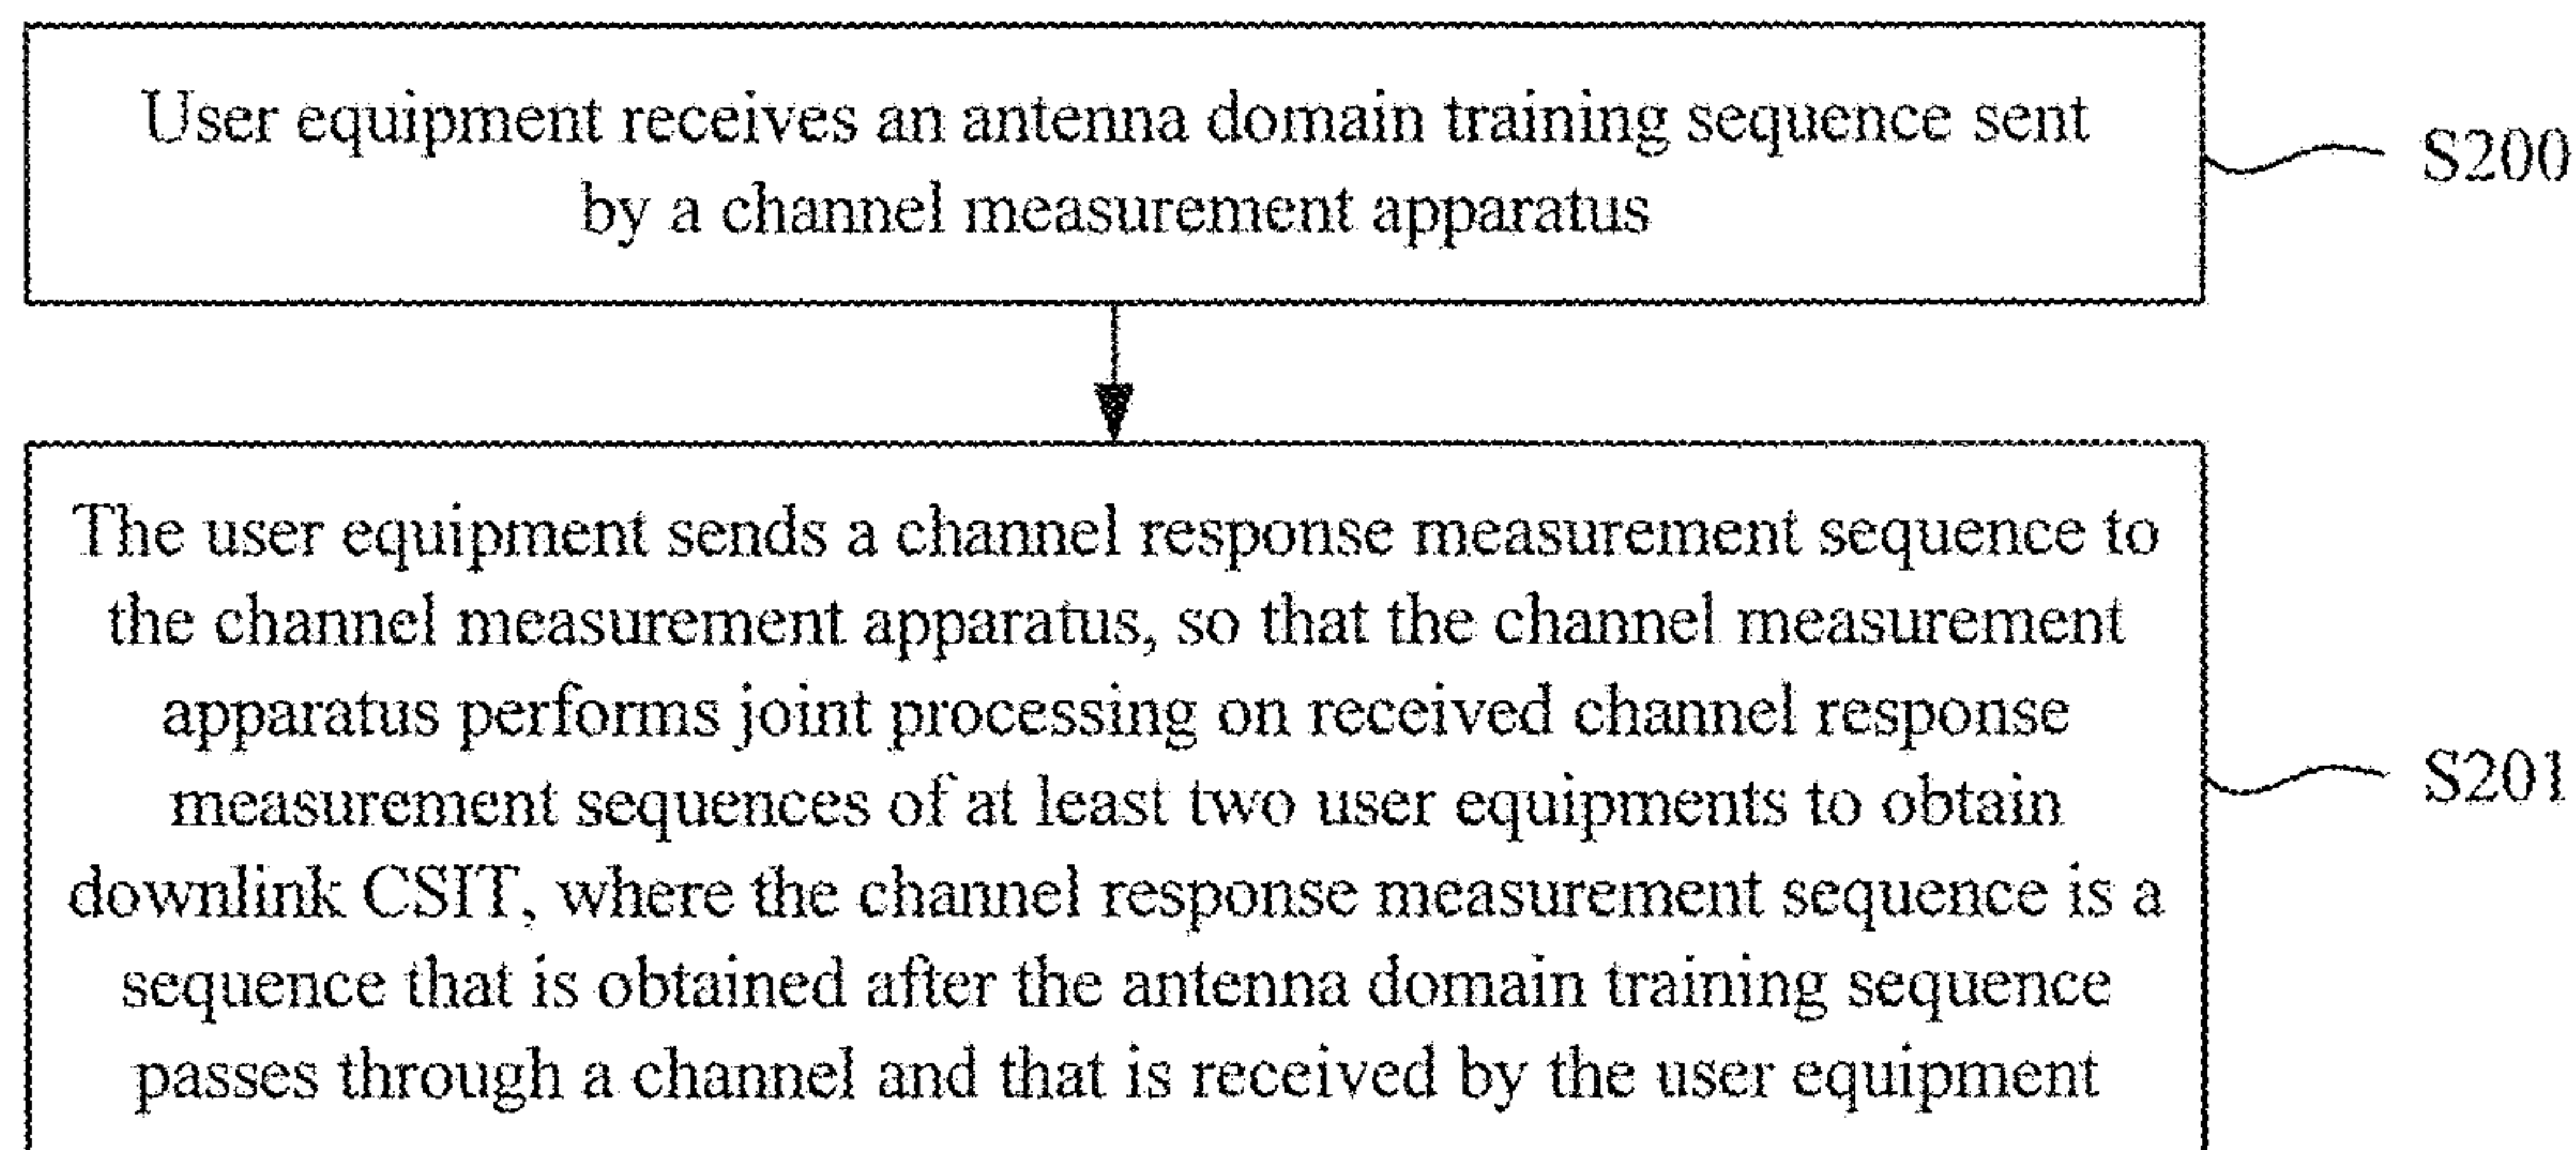 User equipment receives an antenna domain training sequence sent
by a channel measurement apparatus
S200
The user equipment sends a channel response measurement sequence to
the channel measurement apparatus, so that the channel measurement
apparatus performs joint processing on received channel response
measurement sequences of at least two user equipments to obtain
downlink CSIT, where the channel response measurement sequence is a
sequence that is obtained after the antenna domain training sequence
passes through a channel and that is received by the user equipment
S201